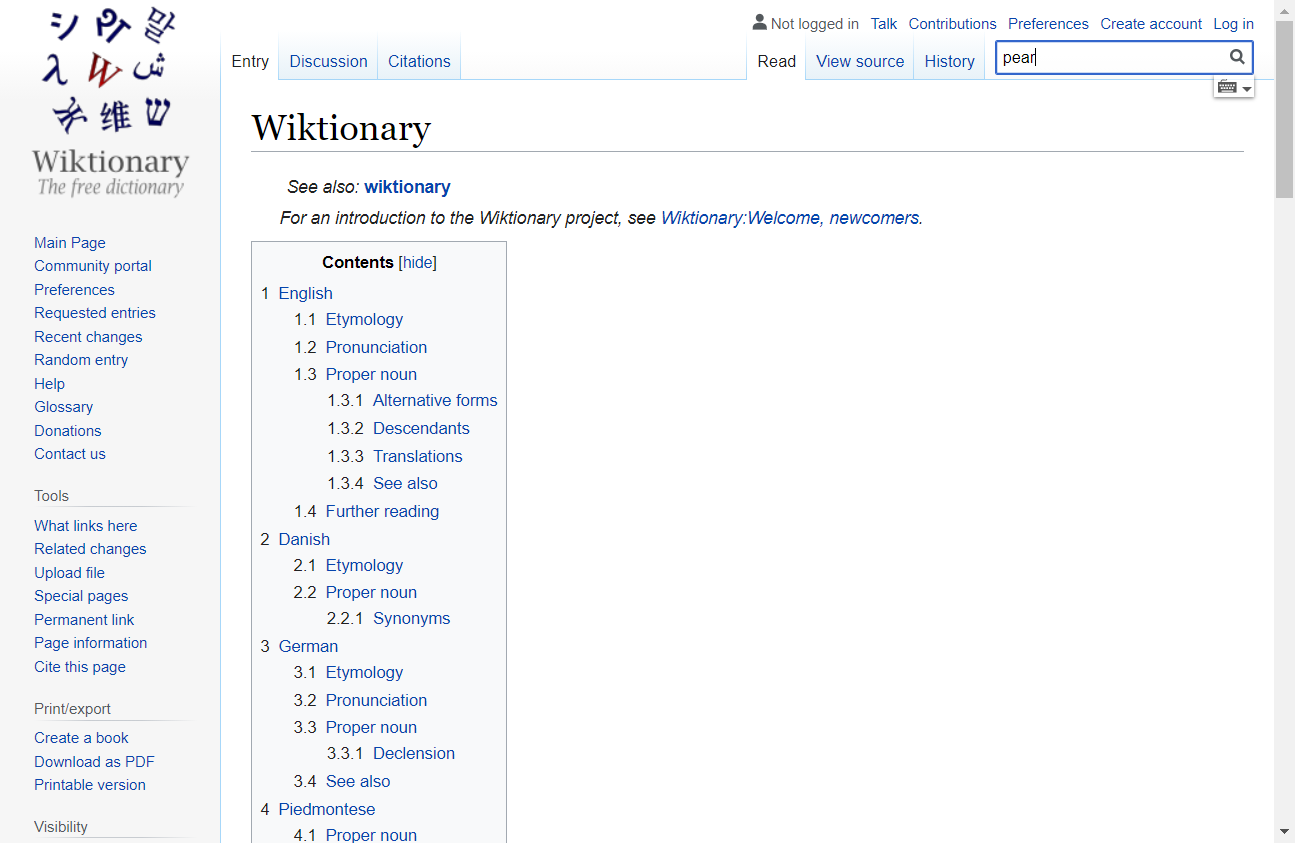 Not logged in Talk Contributions Preferences Create account Log in
Entry Discussion Citations Read View source History pear
Wiktionary
The free dictionary
Main Page
Community portal
Preferences
Requested entries
Recent changes
Random entry
Help
Glossary
Donations
Contact us
Tools
What links here
Related changes
Upload file
Special pages
Permanent link
Page information
Cite this page
Print/export
Create a book
Download as PDF
Printable version
Visibility
Wiktionary
See also: wiktionary
For an introduction to the Wiktionary project, see Wiktionary:Welcome, newcomers.
Contents [hide]
1 English
1.1 Etymology
1.2 Pronunciation
1.3 Proper noun
1.3.1 Alternative forms
1.3.2 Descendants
1.3.3 Translations
1.3.4 See also
1.4 Further reading
2 Danish
2.1 Etymology
2.2 Proper noun
2.2.1 Synonyms
3 German
3.1 Etymology
3.2 Pronunciation
3.3 Proper noun
3.3.1 Declension
3.4 See also
4 Piedmontese
4.1 Proper noun